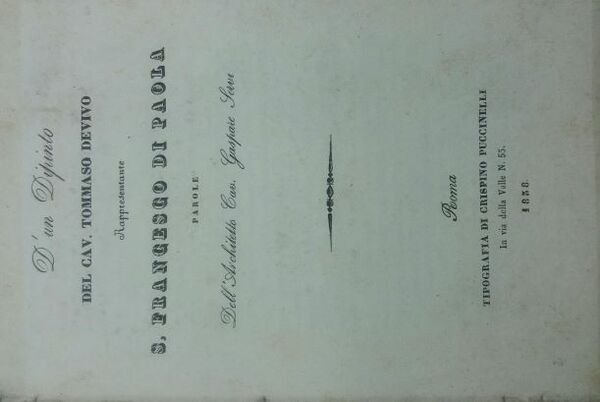 D'un Dipinto
DEL CAV. TOMMASO DEVIVO
Rappresentante
S. FRANCESCO DI PAOLA
PAROLE
Dell'Architetto Cav. Gaspare Servi
Roma
TIPOGRAFIA DI CRISPINO PUCCINELLI
In via della Valle N. 55.
1838